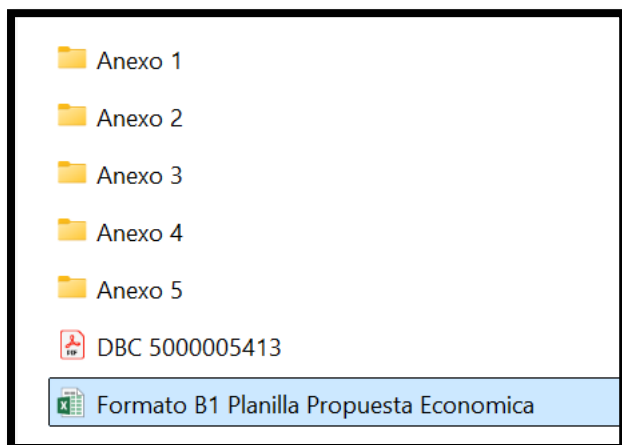 Anexo 1
Anexo 2
Anexo 3
Anexo 4
Anexo 5
DBC 5000005413
Formato B1 Planilla Propuesta Economica